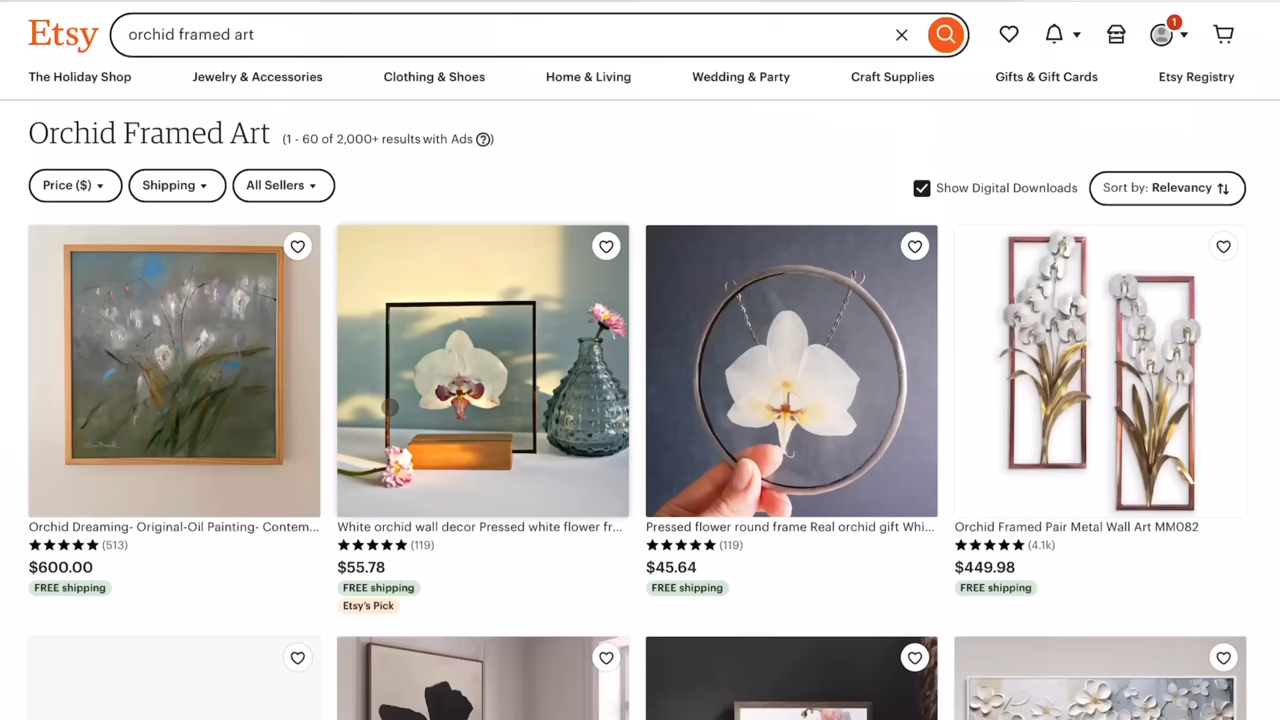 Etsy
orchid framed art
1
The Holiday Shop
Jewelry & Accessories
Clothing & Shoes
Home & Living
Wedding & Party
Craft Supplies
Gifts & Gift Cards
Etsy Registry
Orchid Framed Art (1 - 60 of 2,000+ results with Ads ?)
Price ($)
Shipping
All Sellers
Show Digital Downloads
Sort by: Relevancy
Orchid Dreaming- Original-Oil Painting- Contem...
(513)
$600.00
FREE shipping
White orchid wall decor Pressed white flower fr...
(119)
$55.78
FREE shipping
Etsy's Pick
Pressed flower round frame Real orchid gift Whi...
(119)
$45.64
FREE shipping
Orchid Framed Pair Metal Wall Art MM082
(4.1k)
$449.98
FREE shipping